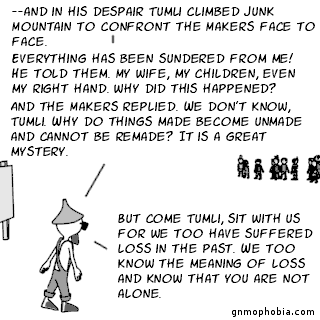 --AND IN HIS DESPAIR TUMLI CLIMBED JUNK
MOUNTAIN TO CONFRONT THE MAKERS FACE TO
FACE.
EVERYTHING HAS BEEN SUNDERED FROM ME!
HE TOLD THEM. MY WIFE, MY CHILDREN, EVEN
MY RIGHT HAND. WHY DID THIS HAPPENED?
AND THE MAKERS REPLIED. WE DON'T KNOW,
TUMLI. WHY DO THINGS MADE BECOME UNMADE
AND CANNOT BE REMADE? IT IS A GREAT
MYSTERY.
BUT COME TUMLI, SIT WITH US
FOR WE TOO HAVE SUFFERED
LOSS IN THE PAST. WE TOO
KNOW THE MEANING OF LOSS
AND KNOW THAT YOU ARE NOT
ALONE.
gnmophobia.com